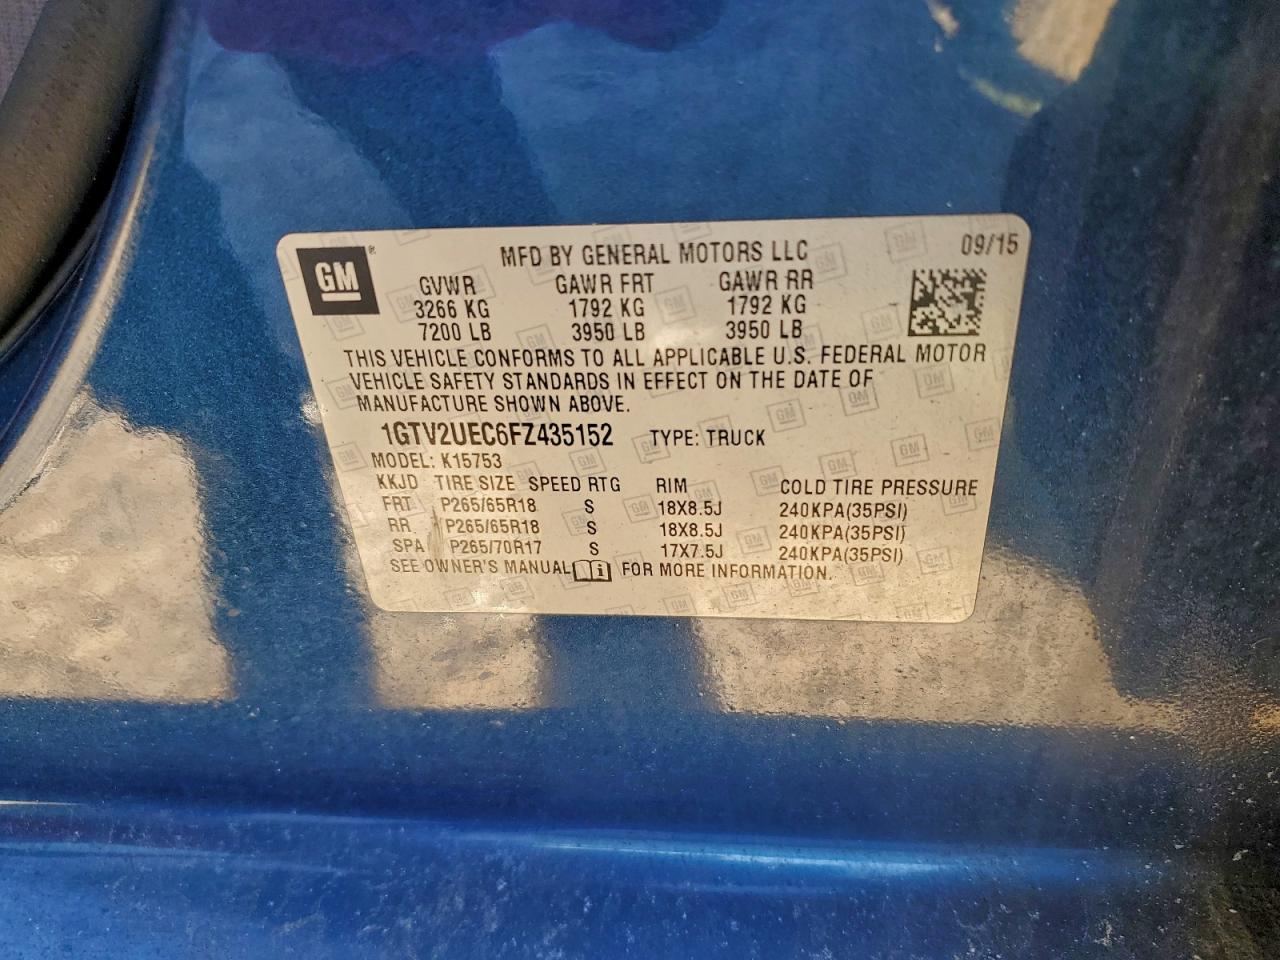 GM ® MFD BY GENERAL MOTORS LLC 09/15
GVWR GAWR FRT GAWR RR
3266 KG 1792 KG 1792 KG
7200 LB 3950 LB 3950 LB
THIS VEHICLE CONFORMS TO ALL APPLICABLE U.S. FEDERAL MOTOR
VEHICLE SAFETY STANDARDS IN EFFECT ON THE DATE OF
MANUFACTURE SHOWN ABOVE.
1GTV2UEC6FZ435152 TYPE: TRUCK
MODEL: K15753
KKJD TIRE SIZE SPEED RTG RIM COLD TIRE PRESSURE
FRT P265/65R18 S 18X8.5J 240KPA(35PSI)
RR P265/65R18 S 18X8.5J 240KPA(35PSI)
SPA P265/70R17 S 17X7.5J 240KPA(35PSI)
SEE OWNER'S MANUAL FOR MORE INFORMATION.